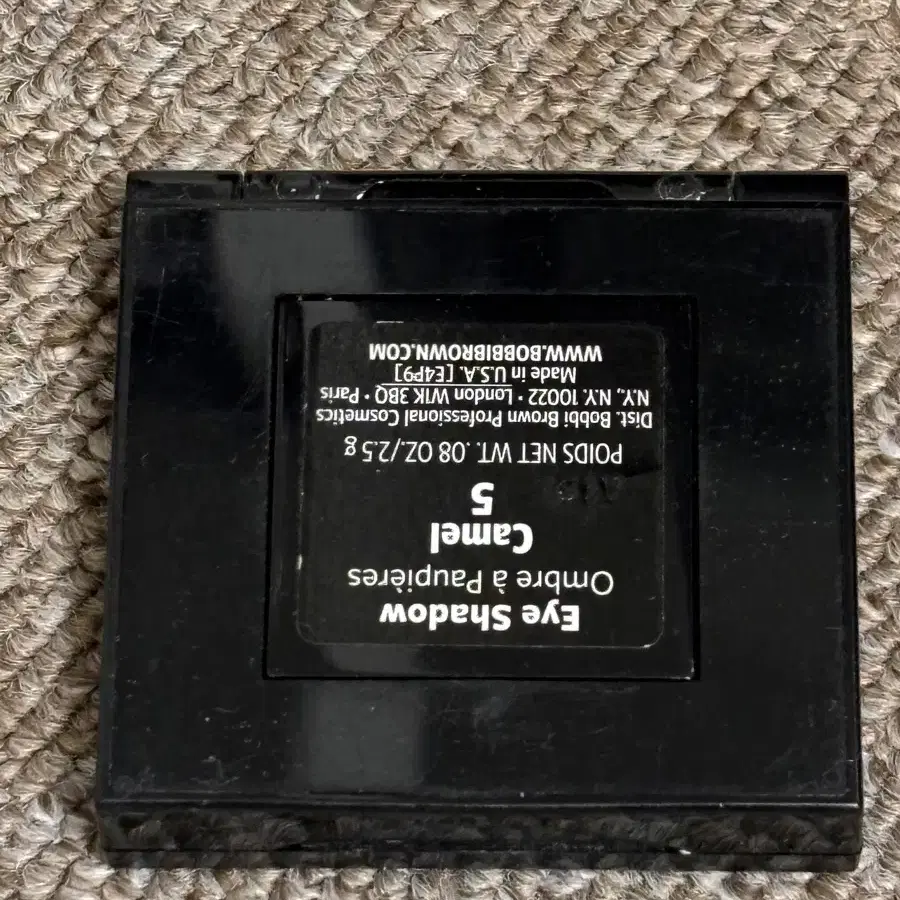 Eye Shadow
Ombre à Paupières
Camel
5
POIDS NET WT. .08 OZ./2.5 g
Dist. Bobbi Brown Professional Cosmetics
N.Y., N.Y. 10022 • London W1K 3BQ • Paris
Made in U.S.A. [E4P9]
WWW.BOBBIBROWN.COM